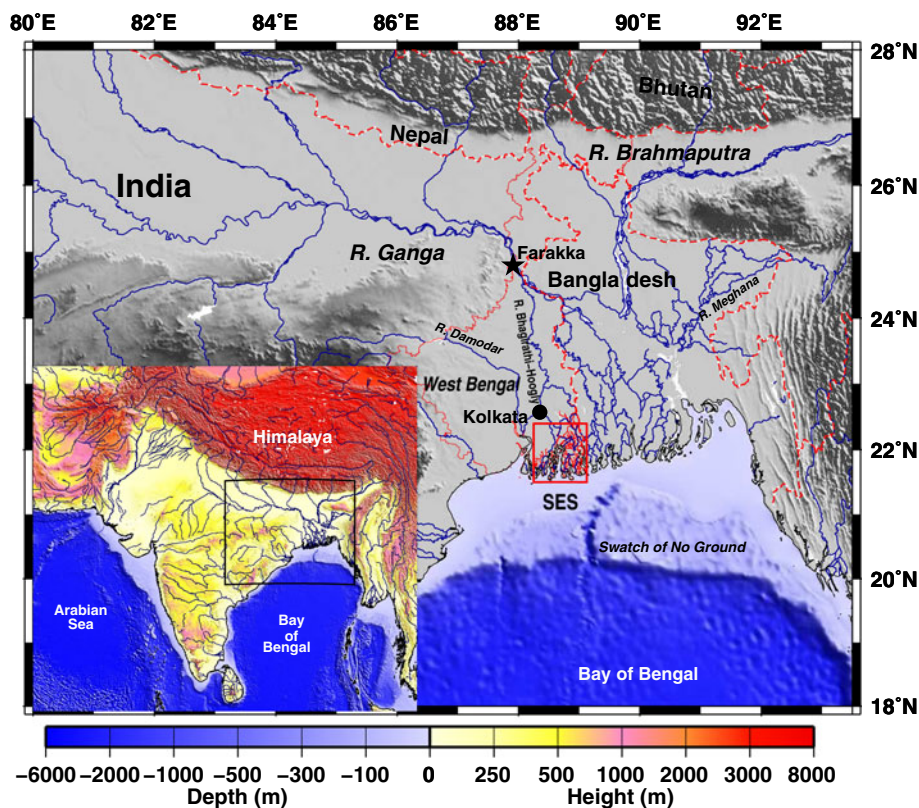 80˚E 82˚E 84˚E 86˚E 88˚E 90˚E 92˚E
28˚N
Bhutan
Nepal
R. Brahmaputra
India
26˚N
R. Ganga
Farakka
Bangla desh
R. Meghana
24˚N
R. Bhagirathi-Hoogly
R. Damodar
West Bengal
Kolkata
22˚N
Himalaya
SES
Swatch of No Ground
20˚N
Arabian
Sea
Bay
of
Bengal
Bay of Bengal
18˚N
−6000 −2000 −1000 −500 −300 −100 0 250 500 1000 2000 3000 8000
Depth (m) Height (m)